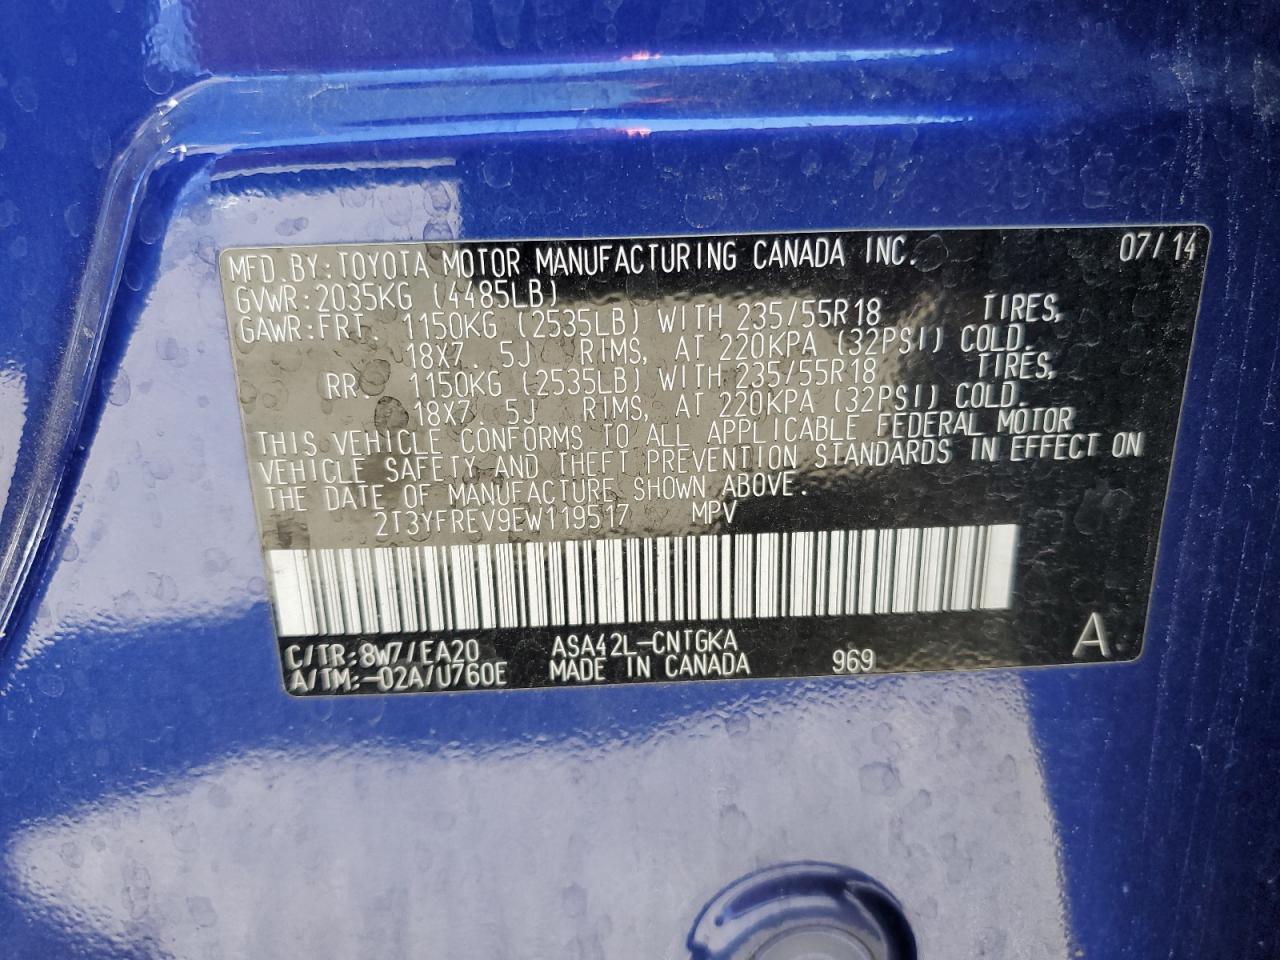 MFD.BY:TOYOTA MOTOR MANUFACTURING CANADA INC. 07/14
GVWR:2035KG (4485LB)
GAWR:FRT. 1150KG (2535LB) WITH 235/55R18 TIRES,
18X7.5J RIMS, AT 220KPA (32PSI) COLD.
RR 1150KG (2535LB) WITH 235/55R18 TIRES,
18X7.5J RIMS, AT 220KPA (32PSI) COLD.
THIS VEHICLE CONFORMS TO ALL APPLICABLE FEDERAL MOTOR
VEHICLE SAFETY AND THEFT PREVENTION STANDARDS IN EFFECT ON
THE DATE OF MANUFACTURE SHOWN ABOVE.
2T3YFREV9EW119517 MPV
C/TR:8W7/EA20 ASA42L-CNTGKA A
A/TM:-02A/U760E MADE IN CANADA 969